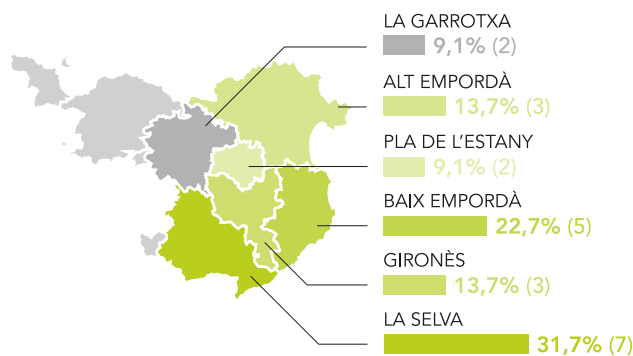 LA GARROTXA
9,1% (2)
ALT EMPORDÀ
13,7% (3)
PLA DE L'ESTANY
9,1% (2)
BAIX EMPORDÀ
22,7% (5)
GIRONÈS
13,7% (3)
LA SELVA
31,7% (7)